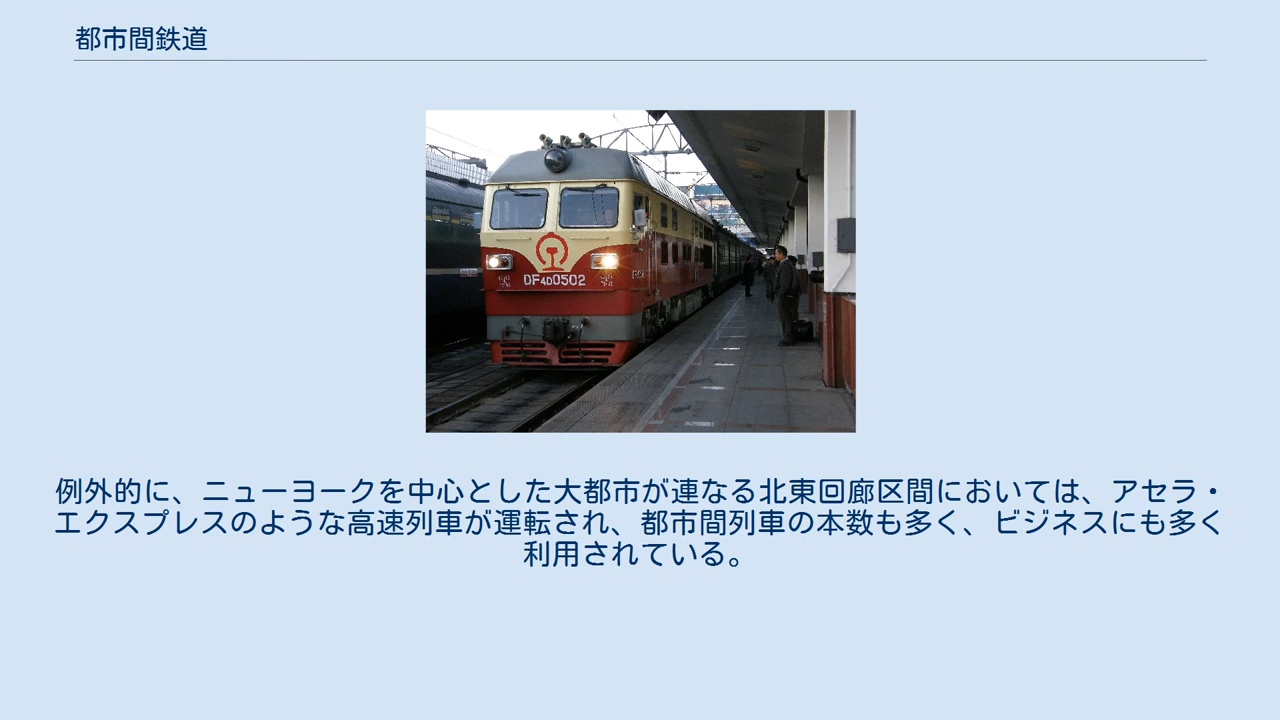 都市間鉄道
DF4D0502
例外的に、ニューヨークを中心とした大都市が連なる北東回廊区間においては、アセラ・
エクスプレスのような高速列車が運転され、都市間列車の本数も多く、ビジネスにも多く
利用されている。